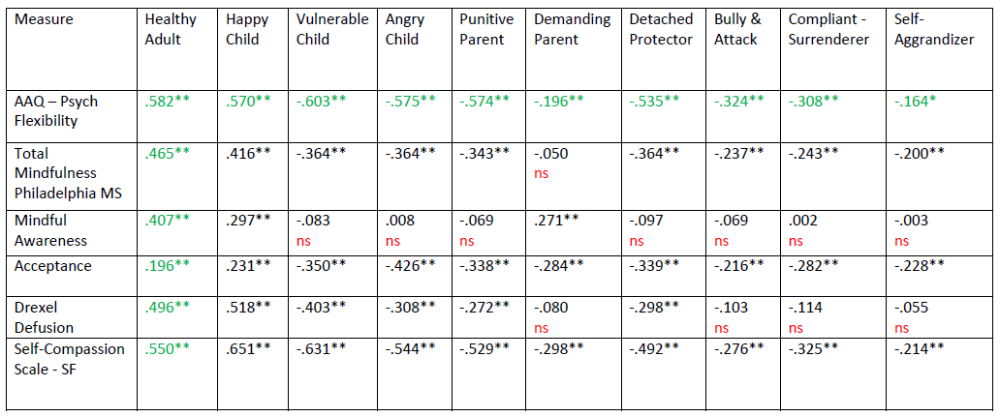 Measure Healthy Adult Happy Child Vulnerable Child Angry Child Punitive Parent Demanding Parent Detached Protector Bully & Attack Compliant - Surrenderer Self-Aggrandizer
AAQ – Psych Flexibility .582** .570** -.603** -.575** -.574** -.196** -.535** -.324** -.308** -.164*
Total Mindfulness Philadelphia MS .465** .416** -.364** -.364** -.343** -.050 ns -.364** -.237** -.243** -.200**
Mindful Awareness .407** .297** -.083 ns .008 ns -.069 ns .271** -.097 ns -.069 ns .002 ns -.003 ns
Acceptance .196** .231** -.350** -.426** -.338** -.284** -.339** -.216** -.282** -.228**
Drexel Defusion .496** .518** -.403** -.308** -.272** -.080 ns -.298** -.103 ns -.114 ns -.055 ns
Self-Compassion Scale - SF .550** .651** -.631** -.544** -.529** -.298** -.492** -.276** -.325** -.214**